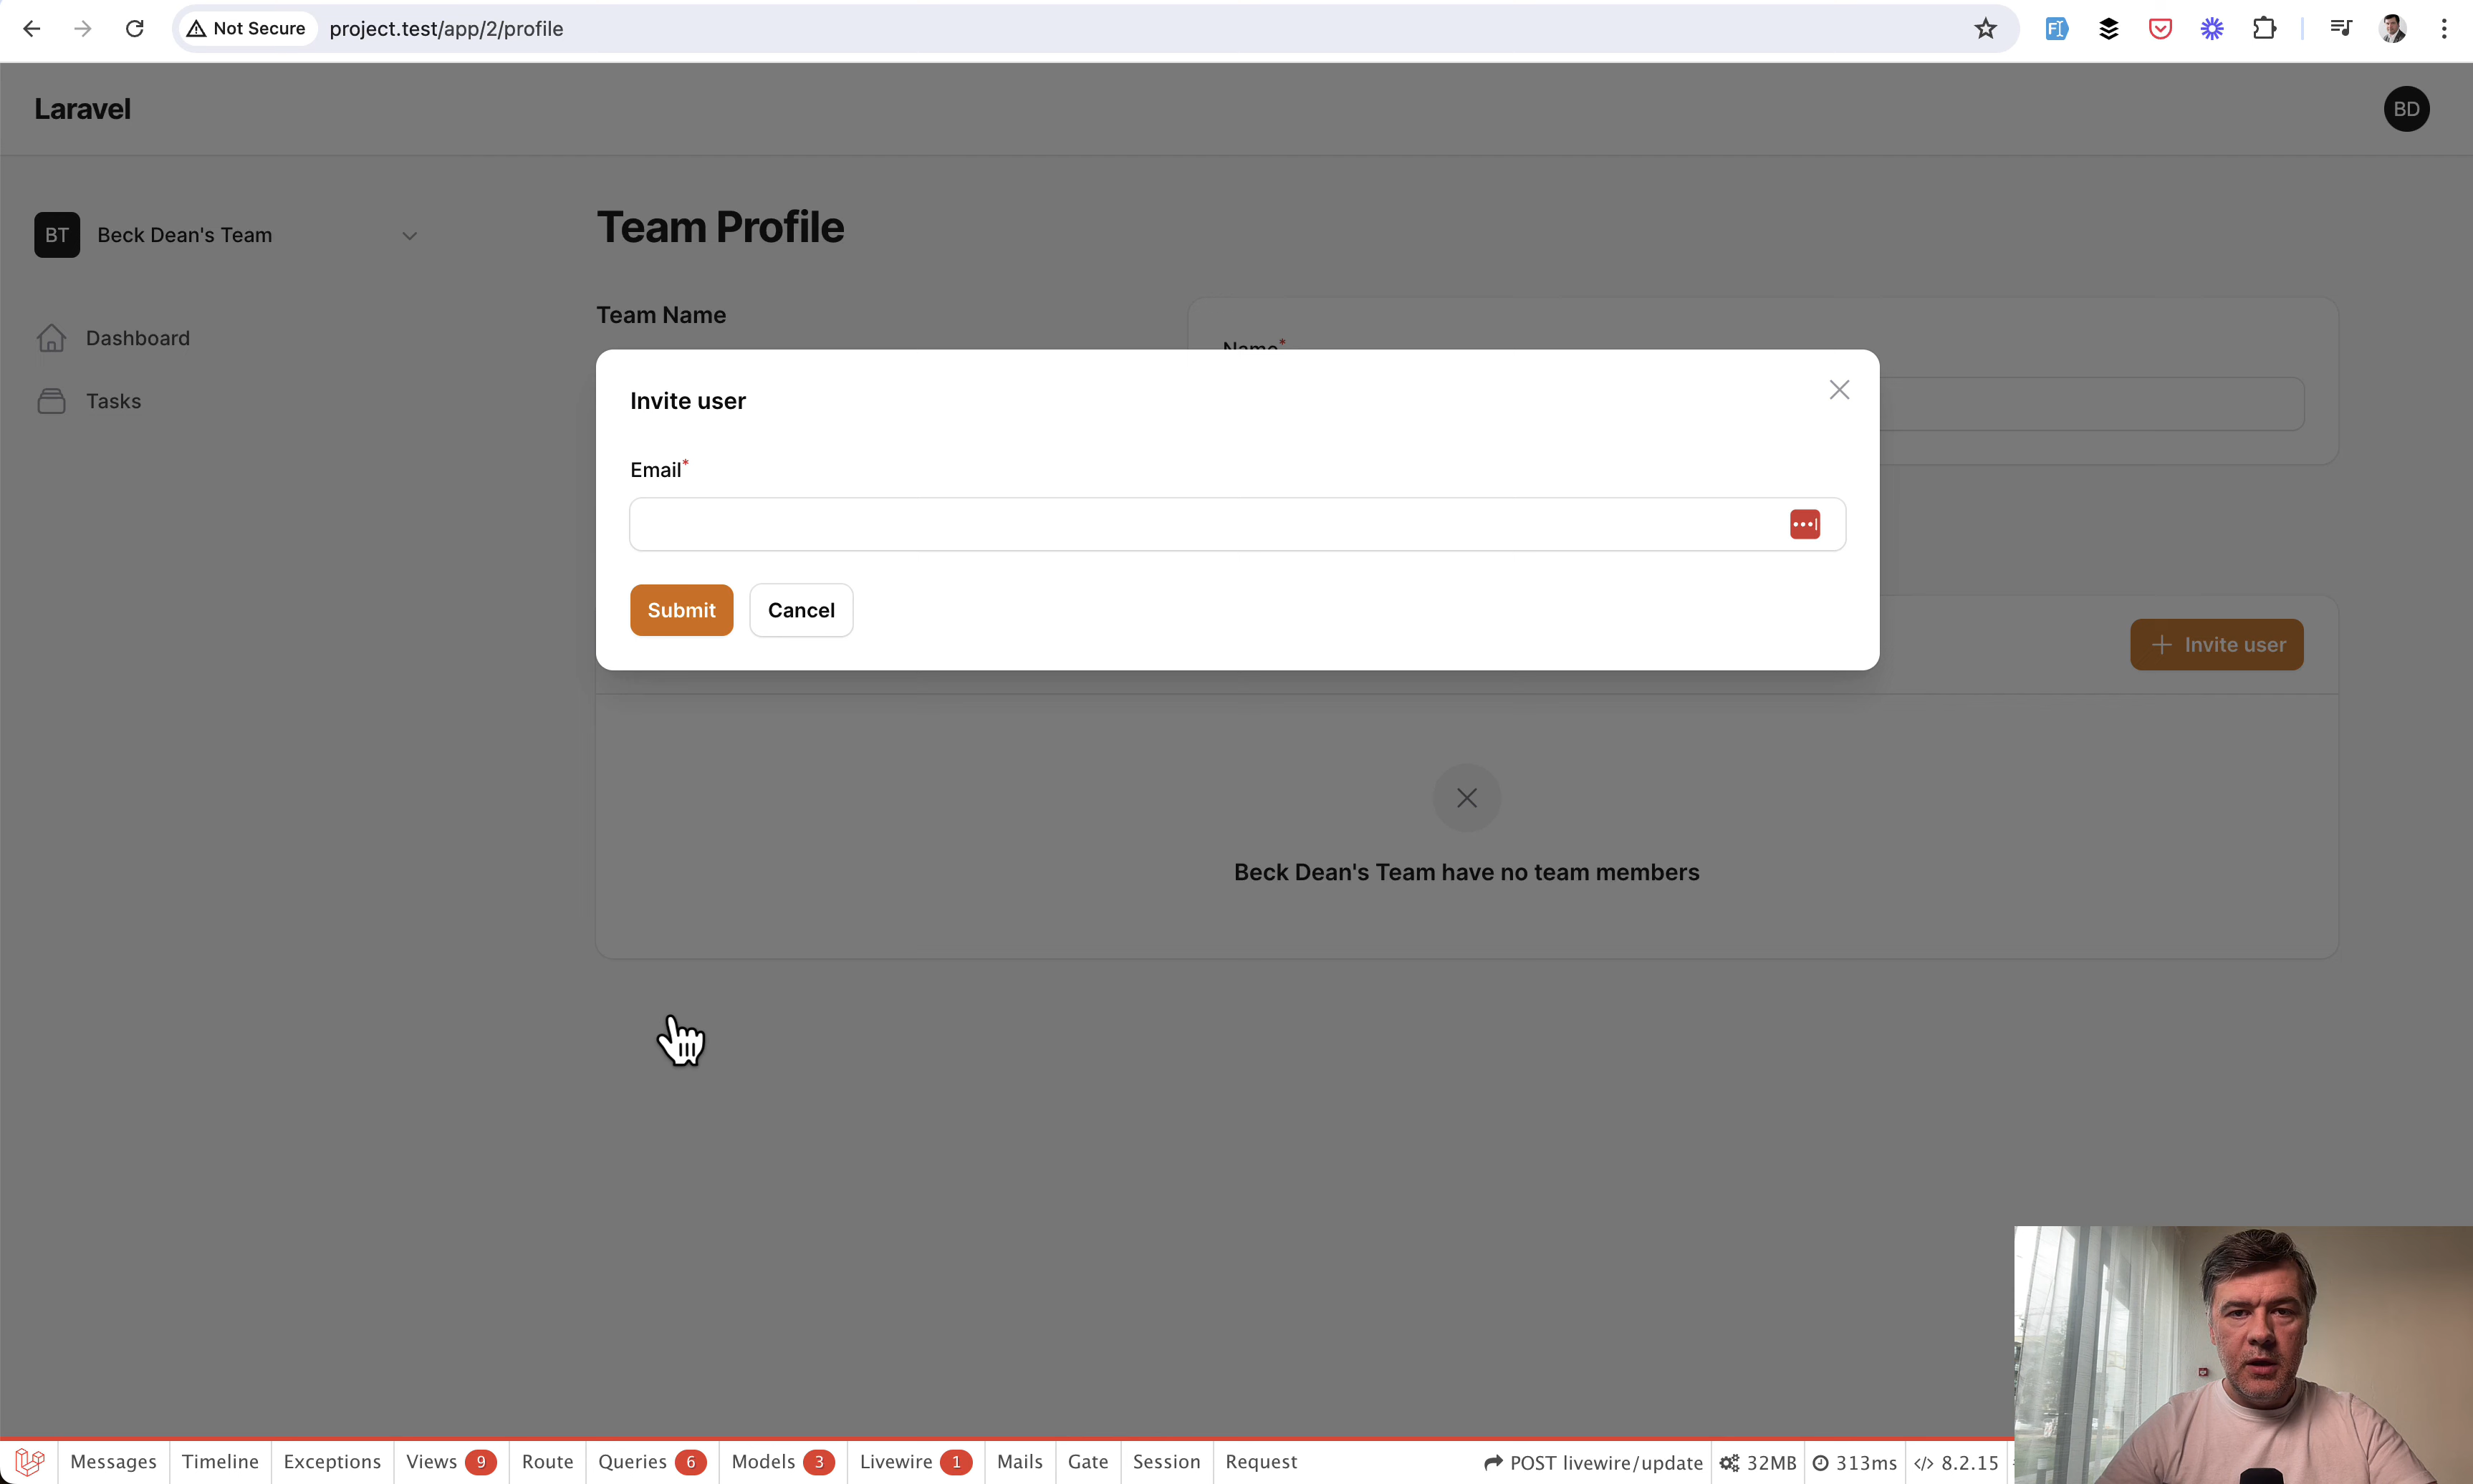 Not Secure project.test/app/2/profile
Laravel
BD
BT Beck Dean's Team
Dashboard
Tasks
Team Profile
Team Name
Name*
Invite user
Email*
Submit Cancel
Invite user
Beck Dean's Team have no team members
Messages Timeline Exceptions Views 9 Route Queries 6 Models 3 Livewire 1 Mails Gate Session Request POST livewire/update 32MB 313ms </> 8.2.15